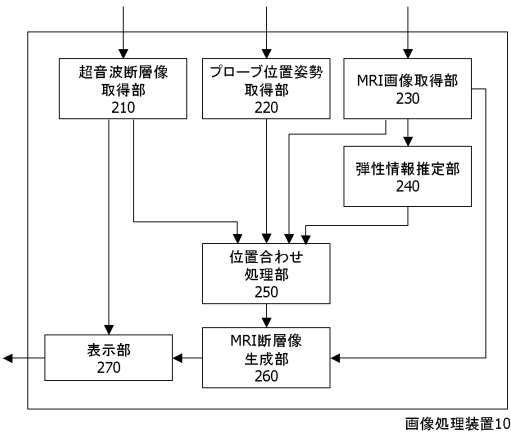 超音波断層像
取得部
210
プローブ位置姿勢
取得部
220
MRI画像取得部
230
弾性情報推定部
240
位置合わせ
処理部
250
MRI断層像
生成部
260
表示部
270
画像処理装置10